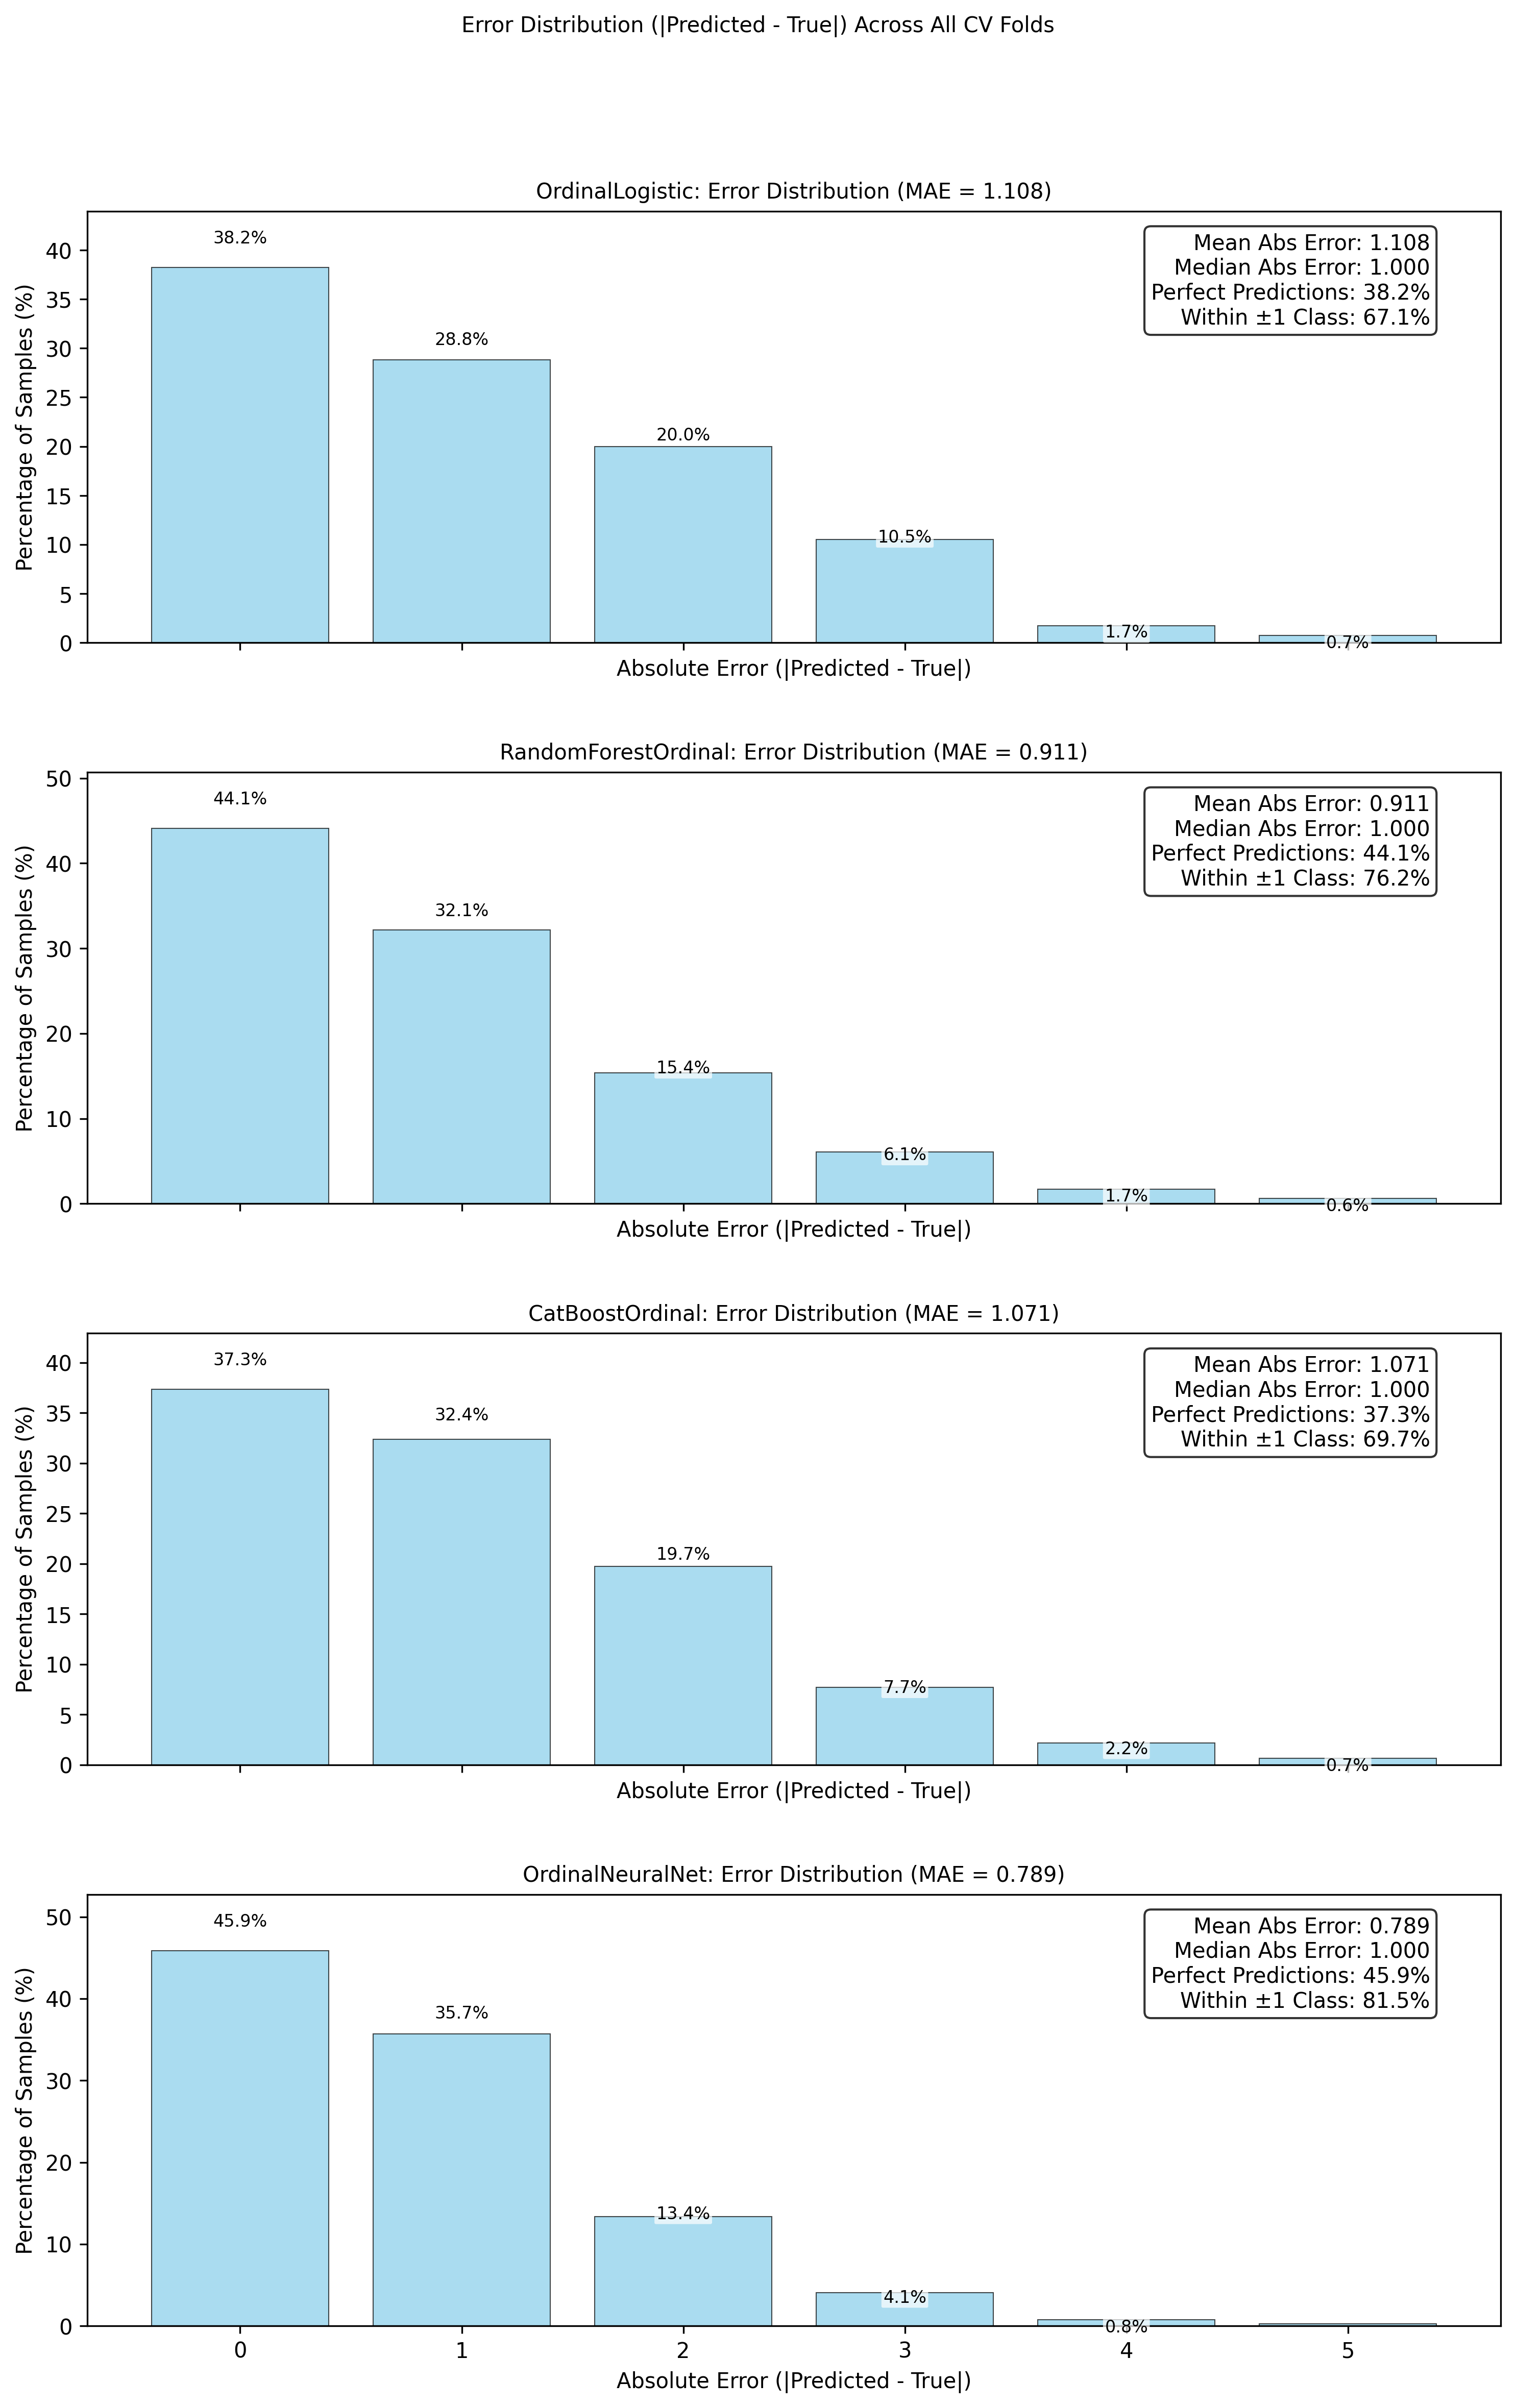 Error Distribution (|Predicted - True|) Across All CV Folds
OrdinalLogistic: Error Distribution (MAE = 1.108)
Percentage of Samples (%)
40
35
30
25
20
15
10
5
0
38.2%
28.8%
20.0%
10.5%
1.7%
0.7%
Mean Abs Error: 1.108
Median Abs Error: 1.000
Perfect Predictions: 38.2%
Within ±1 Class: 67.1%
Absolute Error (|Predicted - True|)
RandomForestOrdinal: Error Distribution (MAE = 0.911)
Percentage of Samples (%)
50
40
30
20
10
0
44.1%
32.1%
15.4%
6.1%
1.7%
0.6%
Mean Abs Error: 0.911
Median Abs Error: 1.000
Perfect Predictions: 44.1%
Within ±1 Class: 76.2%
Absolute Error (|Predicted - True|)
CatBoostOrdinal: Error Distribution (MAE = 1.071)
Percentage of Samples (%)
40
35
30
25
20
15
10
5
0
37.3%
32.4%
19.7%
7.7%
2.2%
0.7%
Mean Abs Error: 1.071
Median Abs Error: 1.000
Perfect Predictions: 37.3%
Within ±1 Class: 69.7%
Absolute Error (|Predicted - True|)
OrdinalNeuralNet: Error Distribution (MAE = 0.789)
Percentage of Samples (%)
50
40
30
20
10
0
45.9%
35.7%
13.4%
4.1%
0.8%
Mean Abs Error: 0.789
Median Abs Error: 1.000
Perfect Predictions: 45.9%
Within ±1 Class: 81.5%
0 1 2 3 4 5
Absolute Error (|Predicted - True|)